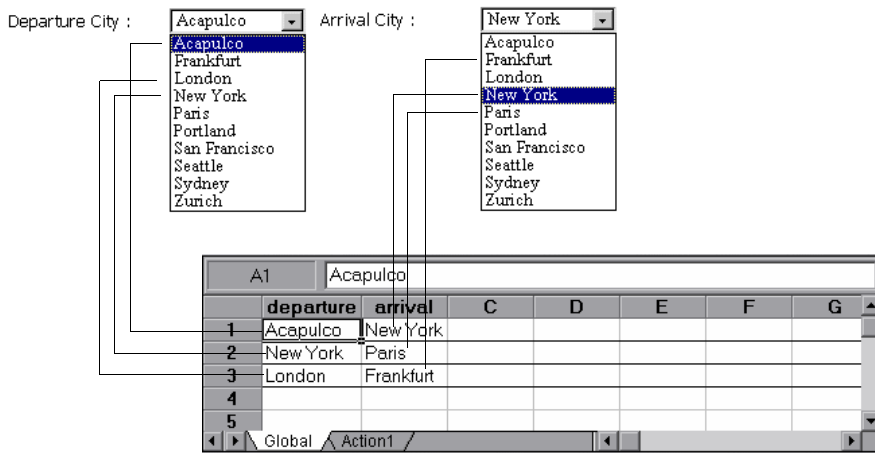 Departure City : Acapulco Arrival City : New York
Acapulco
Frankfurt
London
New York
Paris
Portland
San Francisco
Seattle
Sydney
Zurich
Acapulco
Frankfurt
London
New York
Paris
Portland
San Francisco
Seattle
Sydney
Zurich
A1 Acapulco
departure arrival C D E F G
1 Acapulco New York
2 New York Paris
3 London Frankfurt
4
5
Global Action1